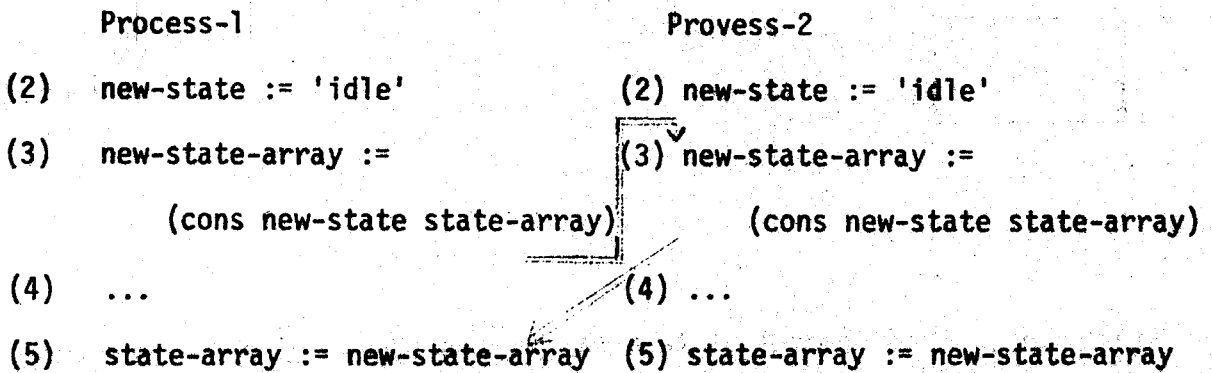 Process-1 Provess-2
(2) new-state := 'idle' (2) new-state := 'idle'
(3) new-state-array := (3) new-state-array :=
(cons new-state state-array) (cons new-state state-array)
(4) ... (4) ...
(5) state-array := new-state-array (5) state-array := new-state-array